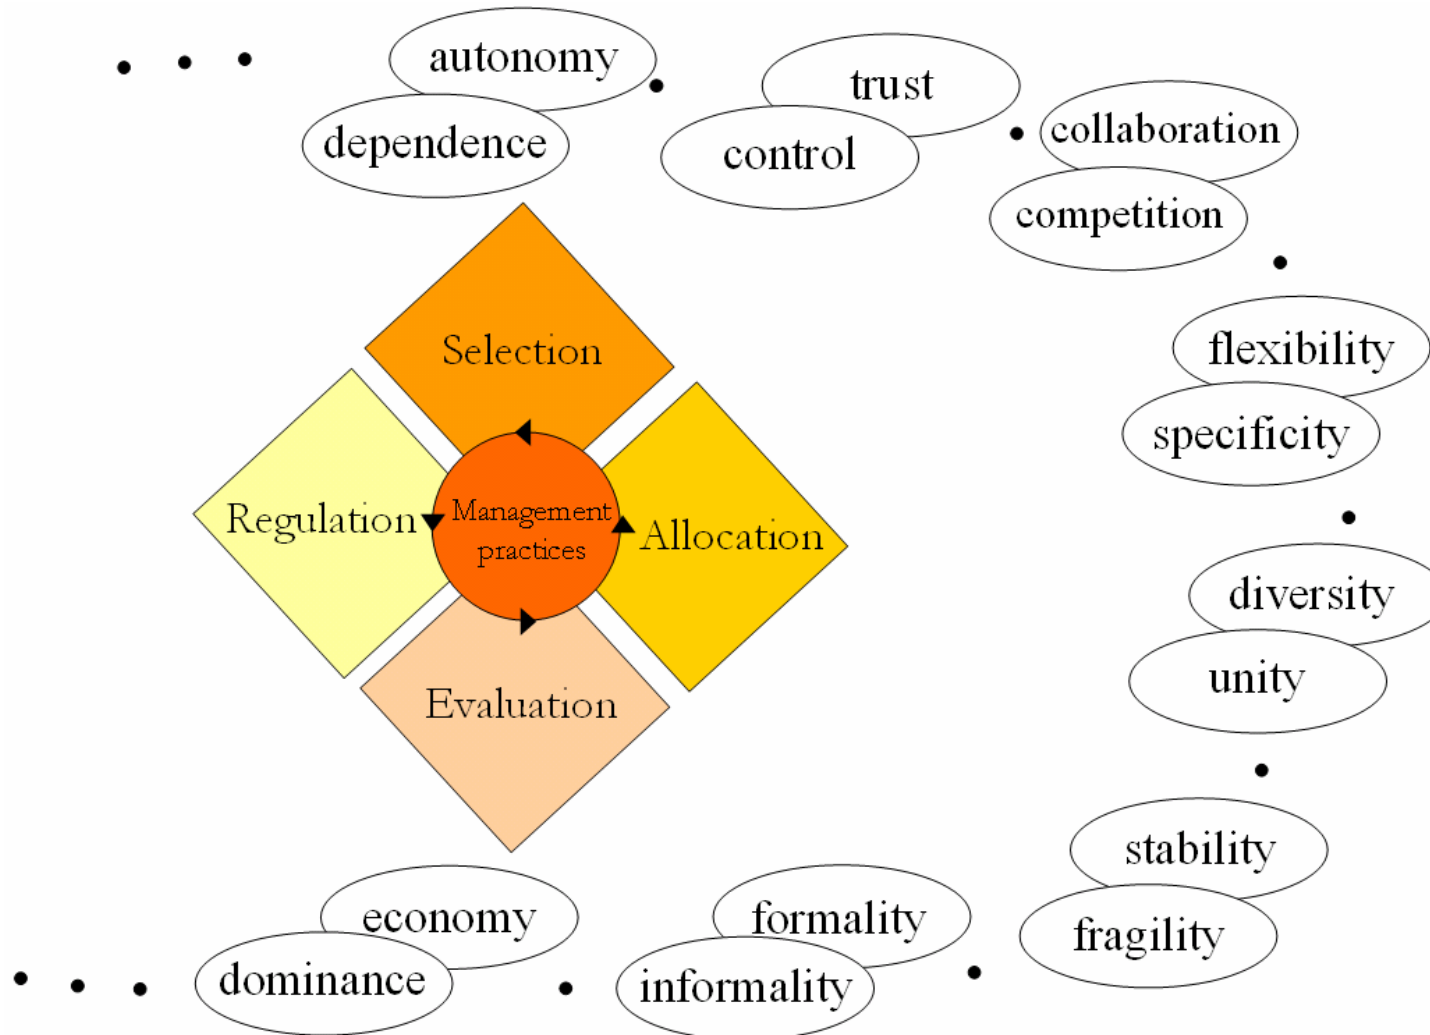 autonomy
dependence
trust
control
collaboration
competition
flexibility
specificity
Selection
Regulation
Management
practices
Allocation
Evaluation
diversity
unity
stability
fragility
economy
dominance
formality
informality